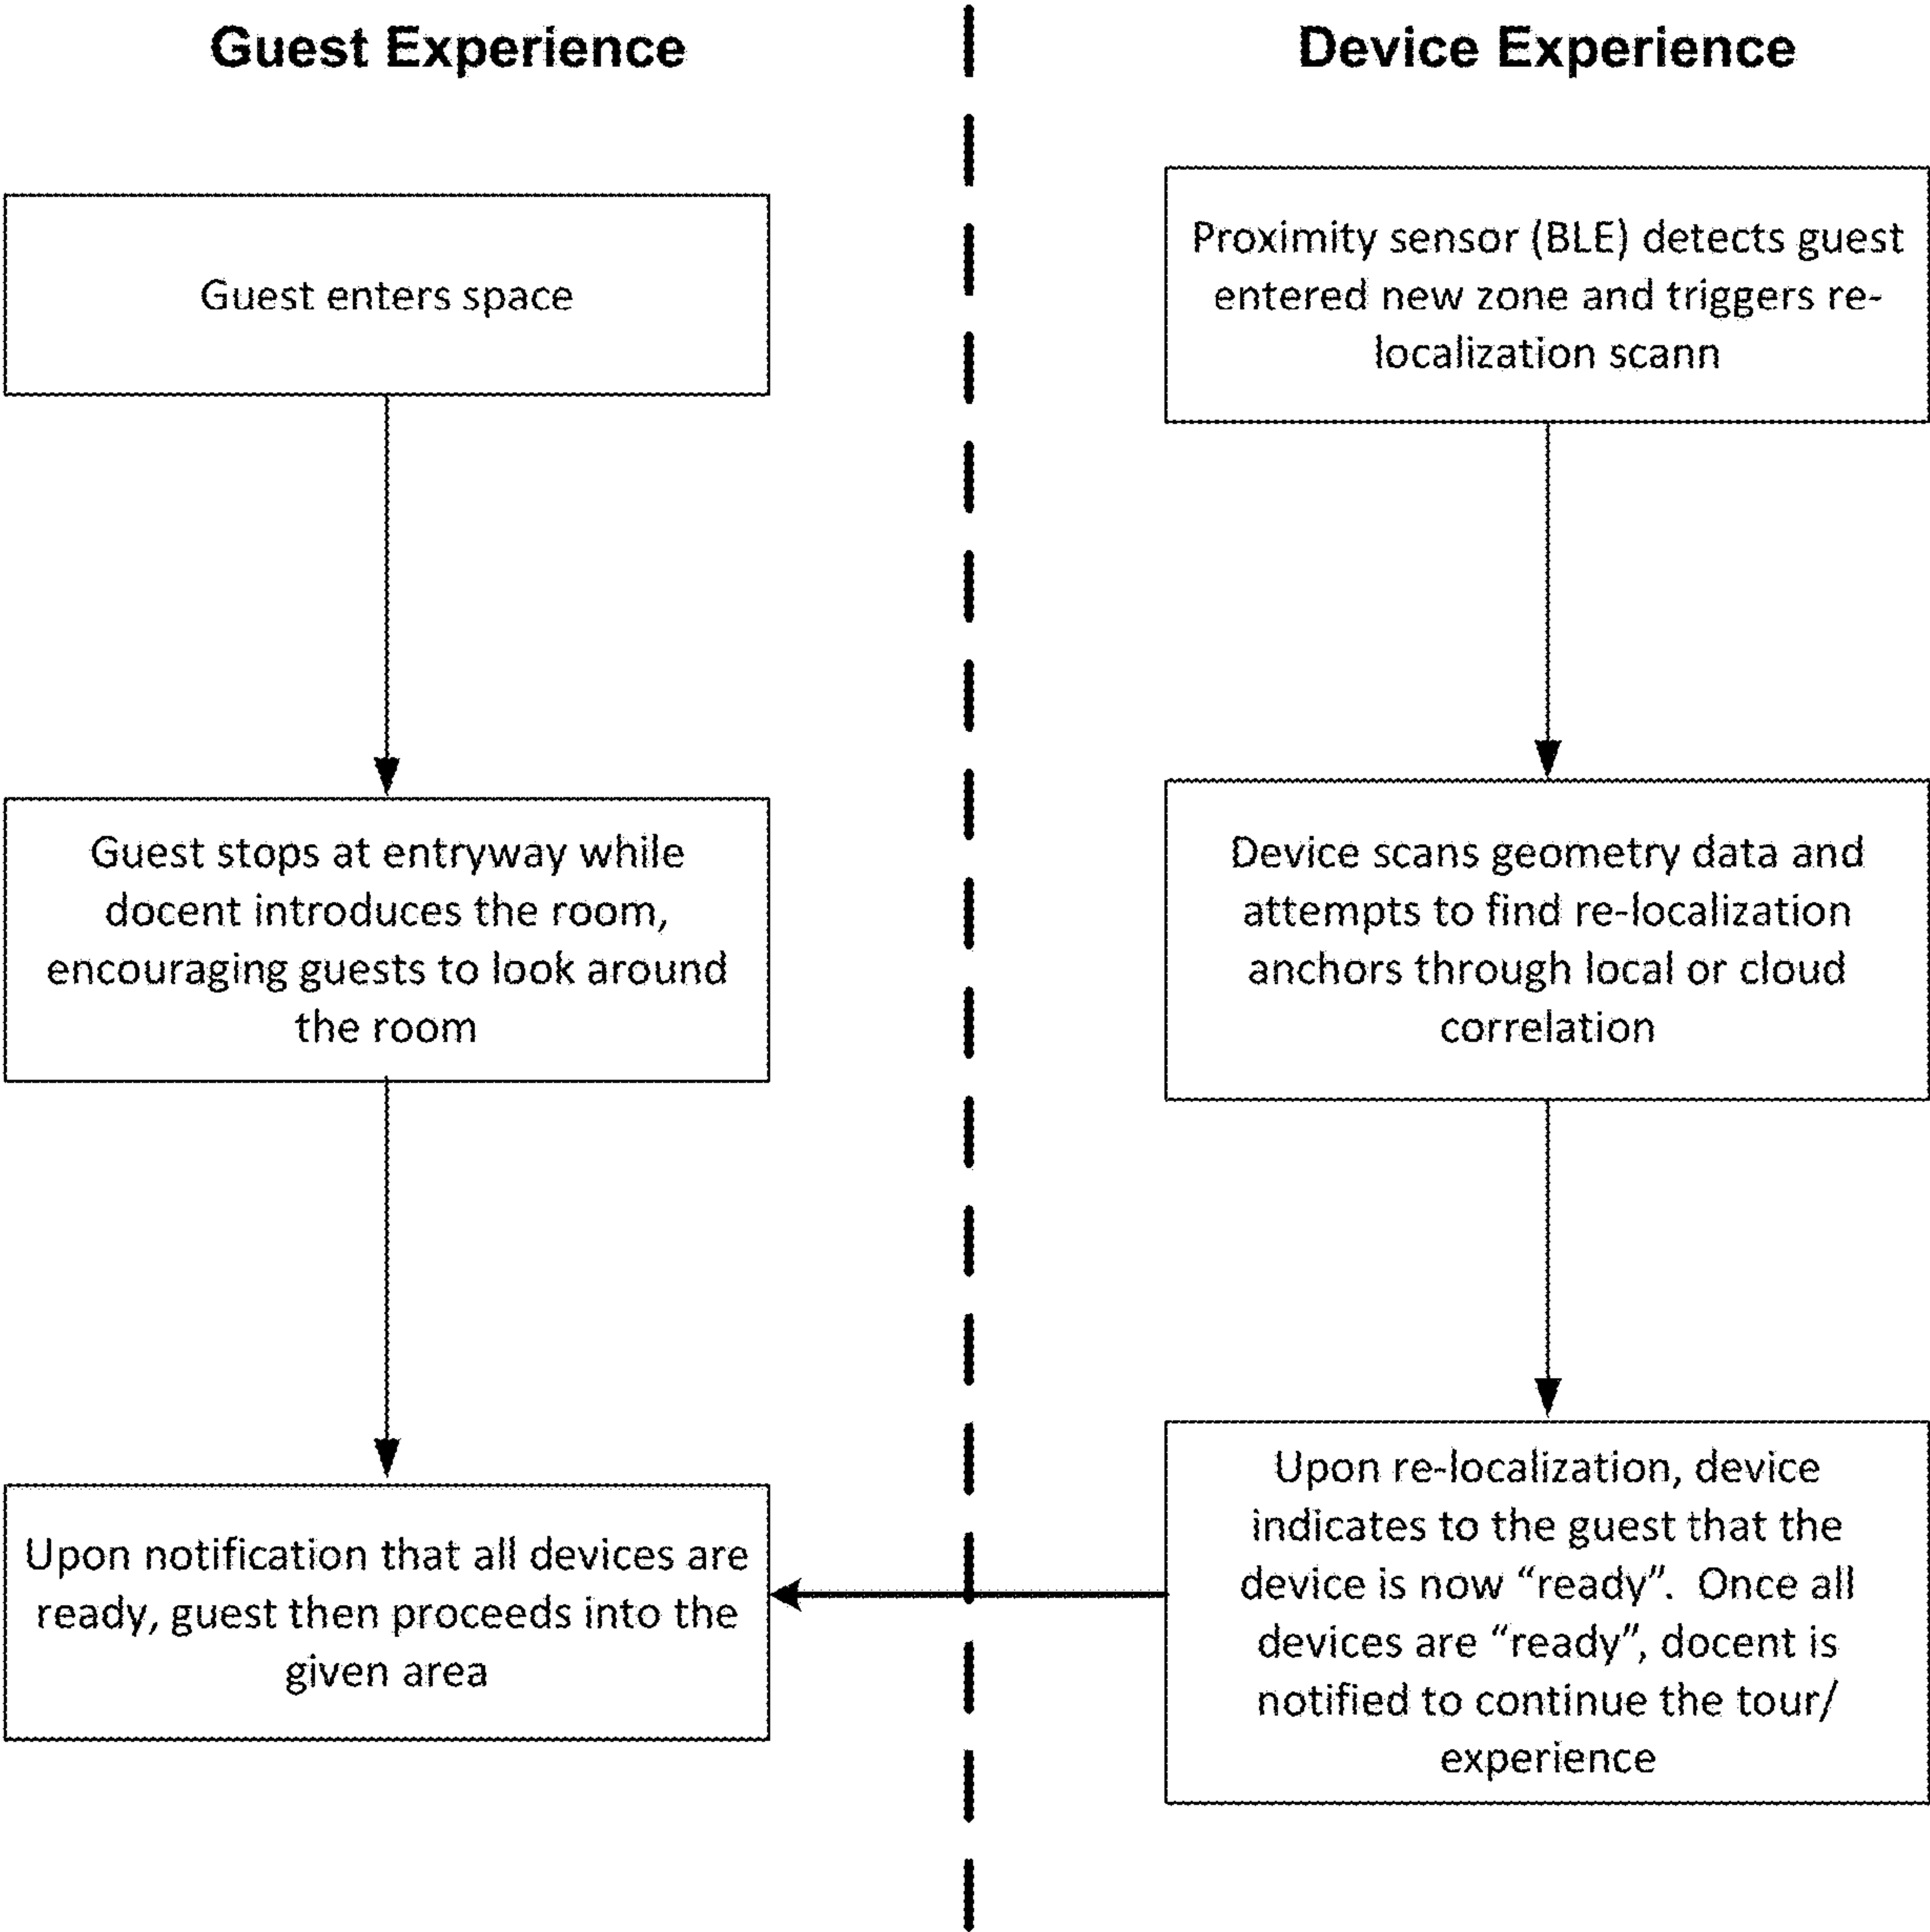 Guest Experience
Guest enters space
Guest stops at entryway while
docent introduces the room,
encouraging guests to look around
the room
Upon notification that all devices are
ready, guest then proceeds into the
given area
Device Experience
Proximity sensor (BLE) detects guest
entered new zone and triggers re-
localization scann
Device scans geometry data and
attempts to find re-localization
anchors through local or cloud
correlation
Upon re-localization, device
indicates to the guest that the
device is now “ready”.  Once all
devices are “ready”, docent is
notified to continue the tour/
experience